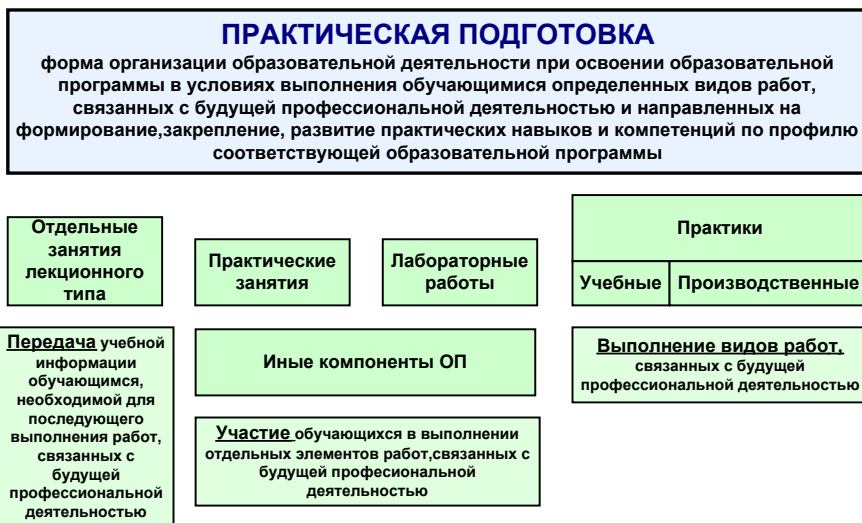 ПРАКТИЧЕСКАЯ ПОДГОТОВКА
форма организации образовательной деятельности при освоении образовательной
программы в условиях выполнения обучающимися определенных видов работ,
связанных с будущей профессиональной деятельностью и направленных на
формирование,закрепление, развитие практических навыков и компетенций по профилю
соответствующей образовательной программы
Отдельные
занятия
лекционного
типа
Практические
занятия
Лабораторные
работы
Практики
Учебные
Производственные
Передача учебной
информации
обучающимся,
необходимой для
последующего
выполнения работ,
связанных с
будущей
профессиональной
деятельностью
Иные компоненты ОП
Участие обучающихся в выполнении
отдельных элементов работ,связанных с
будущей професиональной
деятельностью
Выполнение видов работ,
связанных с будущей
профессиональной деятельностью